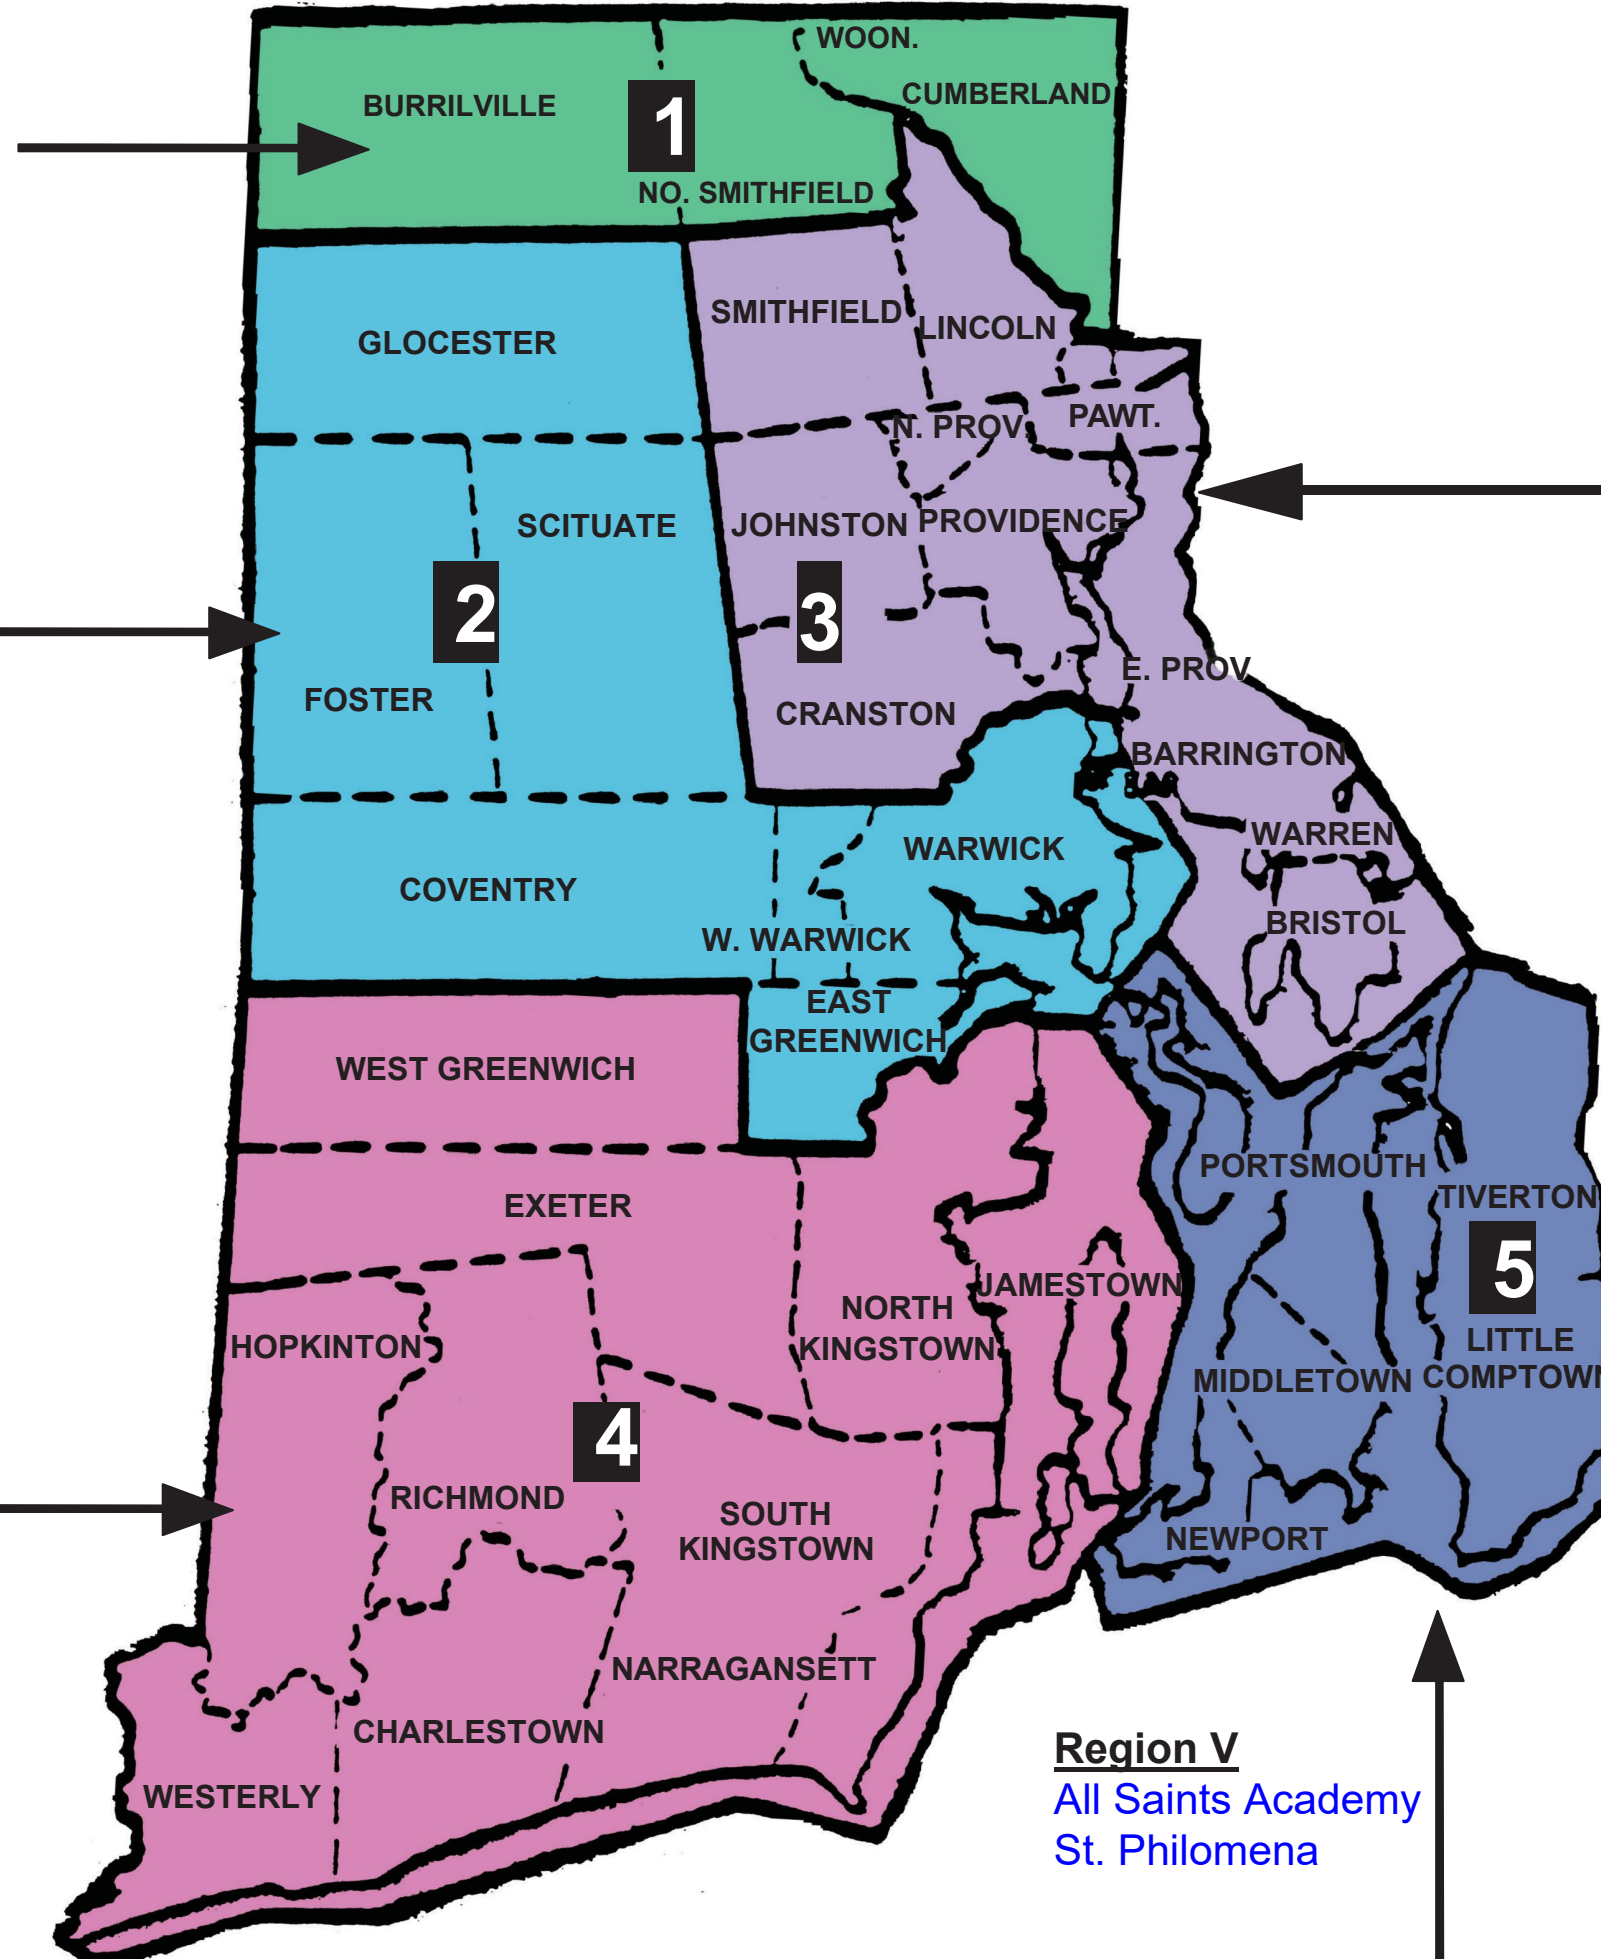 WOON.
CUMBERLAND
BURRILVILLE
1
NO. SMITHFIELD
SMITHFIELD
LINCOLN
GLOCESTER
PAWT.
N. PROV.
SCITUATE
JOHNSTON
PROVIDENCE
2
3
E. PROV
FOSTER
CRANSTON
BARRINGTON
WARREN
WARWICK
COVENTRY
BRISTOL
W. WARWICK
EAST
GREENWICH
WEST GREENWICH
PORTSMOUTH
TIVERTON
EXETER
5
JAMESTOWN
NORTH
KINGSTOWN
HOPKINTON
LITTLE
COMPTOWN
MIDDLETOWN
4
RICHMOND
SOUTH
KINGSTOWN
NEWPORT
NARRAGANSETT
CHARLESTOWN
WESTERLY
Region V
All Saints Academy
St. Philomena